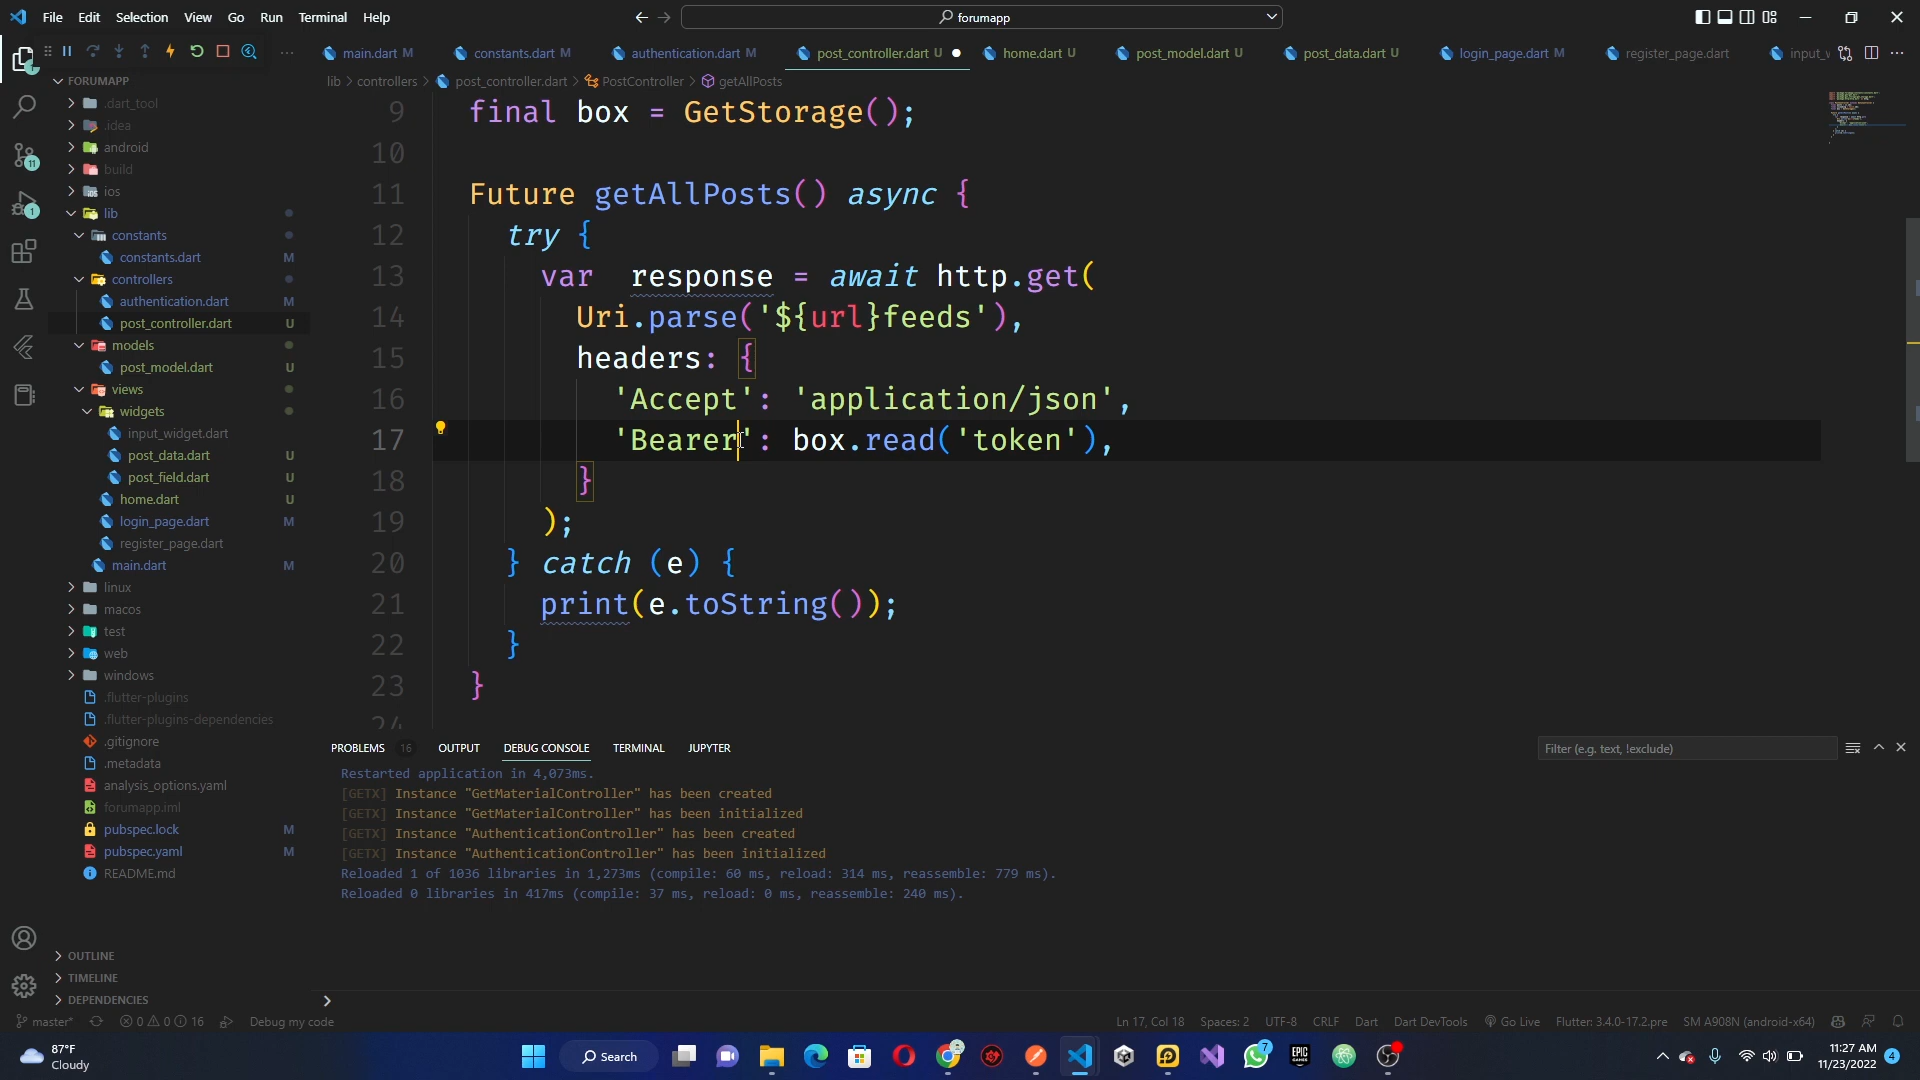 File Edit Selection View Go Run Terminal Help
forumapp
main.dart M
constants.dart M
authentication.dart M
post_controller.dart U
home.dart U
post_model.dart U
post_data.dart U
login_page.dart M
register_page.dart
lib > controllers > post_controller.dart > PostController > getAllPosts
FORUMAPP
.dart_tool
.idea
android
build
ios
lib
constants
constants.dart M
controllers
authentication.dart M
post_controller.dart U
models
post_model.dart U
views
widgets
input_widget.dart
post_data.dart U
post_field.dart U
home.dart U
login_page.dart M
register_page.dart
main.dart M
linux
macos
test
web
windows
.flutter-plugins
.flutter-plugins-dependencies
.gitignore
.metadata
analysis_options.yaml
forumapp.iml
pubspec.lock M
pubspec.yaml M
README.md
OUTLINE
TIMELINE
DEPENDENCIES
11
1
9 final box = GetStorage();
10
11 Future getAllPosts() async {
12 try {
13 var response = await http.get(
14 Uri.parse('${url}feeds'),
15 headers: {
16 'Accept': 'application/json',
17 'Bearer': box.read('token'),
18 }
19 );
20 } catch (e) {
21 print(e.toString());
22 }
23 }
24
PROBLEMS 16 OUTPUT DEBUG CONSOLE TERMINAL JUPYTER
Filter (e.g. text, !exclude)
Restarted application in 4,073ms.
[GETX] Instance "GetMaterialController" has been created
[GETX] Instance "GetMaterialController" has been initialized
[GETX] Instance "AuthenticationController" has been created
[GETX] Instance "AuthenticationController" has been initialized
Reloaded 1 of 1036 libraries in 1,273ms (compile: 60 ms, reload: 314 ms, reassemble: 779 ms).
Reloaded 0 libraries in 417ms (compile: 37 ms, reload: 0 ms, reassemble: 240 ms).
master* 0 0 16 Debug my code
Ln 17, Col 18 Spaces: 2 UTF-8 CRLF Dart Dart DevTools Go Live Flutter: 3.4.0-17.2.pre SM A908N (android-x64)
87°F
Cloudy
Search
7
EPIC GAMES
11:27 AM
11/23/2022
4